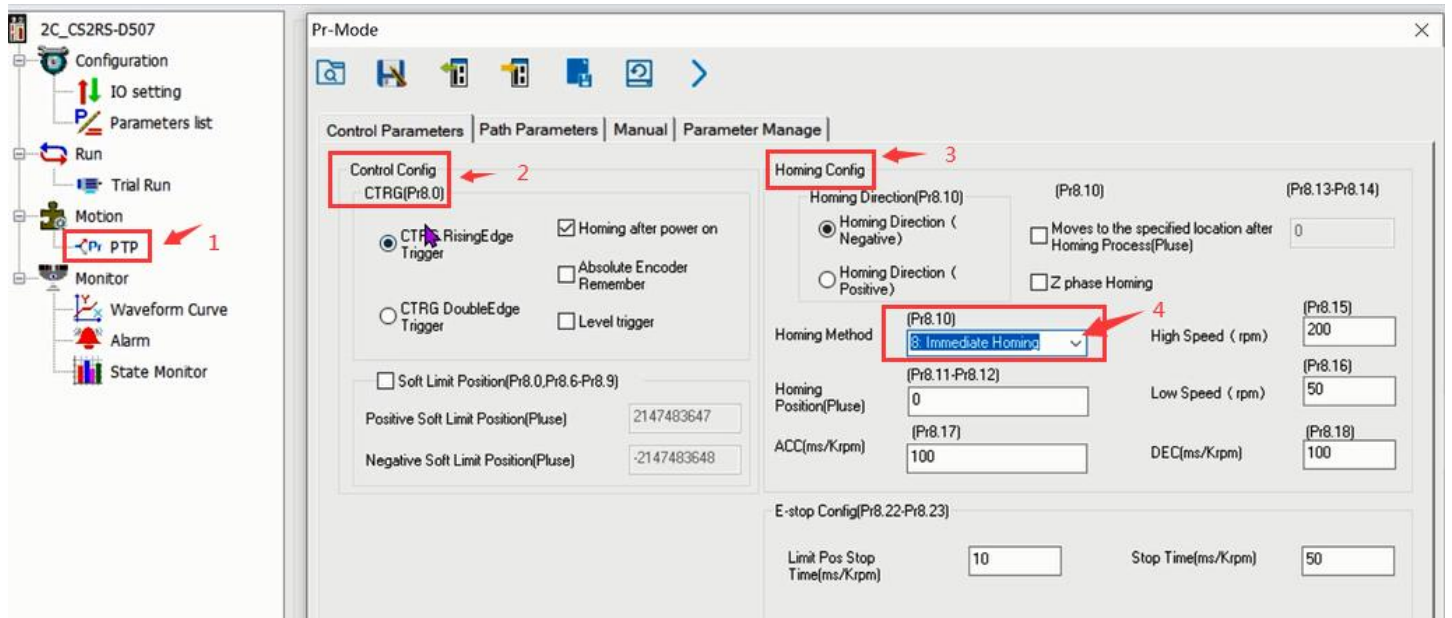 2C_CS2RS-D507
Configuration
IO setting
Parameters list
Run
Trial Run
Motion
Pr PTP
1
Monitor
Waveform Curve
Alarm
State Monitor
Pr-Mode
Control Parameters
Path Parameters
Manual
Parameter Manage
Control Config
2
CTRG(Pr8.0)
CTRG RisingEdge
Trigger
CTRG DoubleEdge
Trigger
Homing after power on
Absolute Encoder
Remember
Level trigger
Soft Limit Position(Pr8.0,Pr8.6-Pr8.9)
Positive Soft Limit Position(Pluse)
2147483647
Negative Soft Limit Position(Pluse)
-2147483648
Homing Config
3
Homing Direction(Pr8.10)
Homing Direction (
Negative)
Homing Direction (
Positive)
(Pr8.10)
(Pr8.13-Pr8.14)
Moves to the specified location after
Homing Process(Pluse)
0
Z phase Homing
4
Homing Method
(Pr8.10)
8: Immediate Homing
High Speed ( rpm)
(Pr8.15)
200
Homing
Position(Pluse)
(Pr8.11-Pr8.12)
0
Low Speed ( rpm)
(Pr8.16)
50
ACC(ms/Krpm)
(Pr8.17)
100
DEC(ms/Krpm)
(Pr8.18)
100
E-stop Config(Pr8.22-Pr8.23)
Limit Pos Stop
Time(ms/Krpm)
10
Stop Time(ms/Krpm)
50